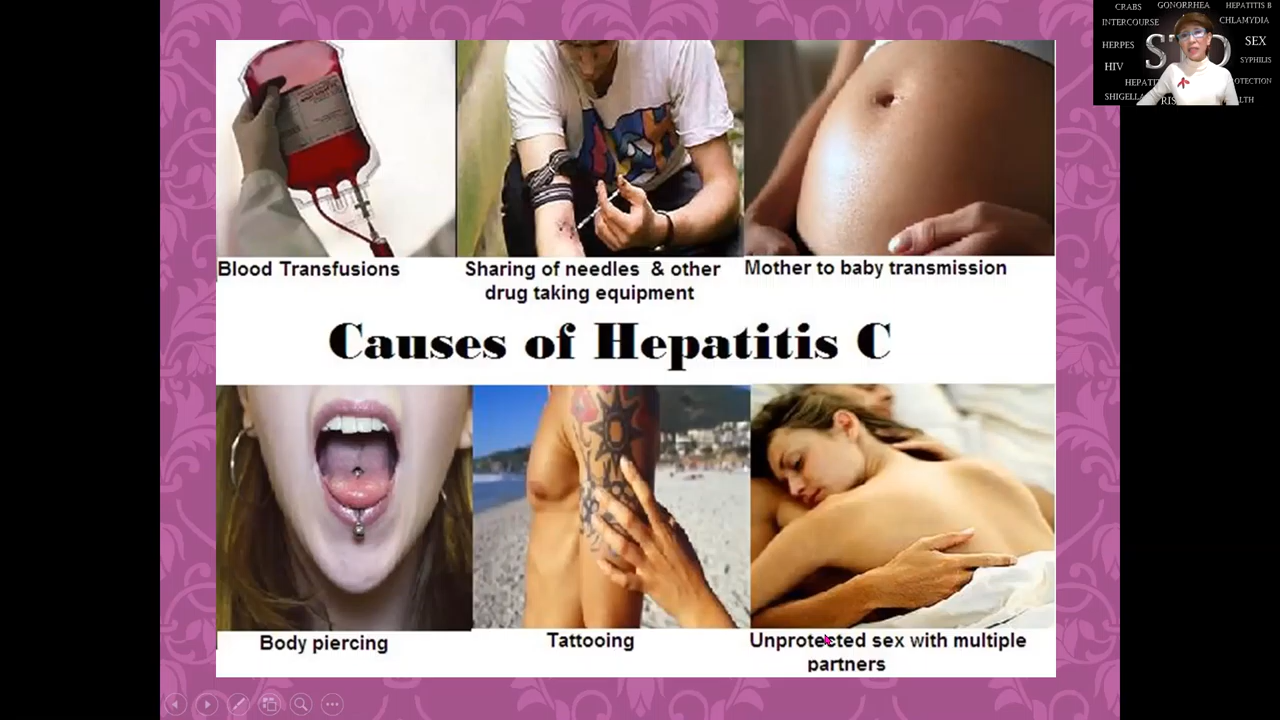 Blood Transfusions
Sharing of needles & other
drug taking equipment
Mother to baby transmission
Causes of Hepatitis C
Body piercing
Tattooing
Unprotected sex with multiple
partners
CRABS GONORRHEA HEPATITIS B
INTERCOURSE CHLAMYDIA
HERPES SEX
HIV SYPHILIS
SHIGELLA